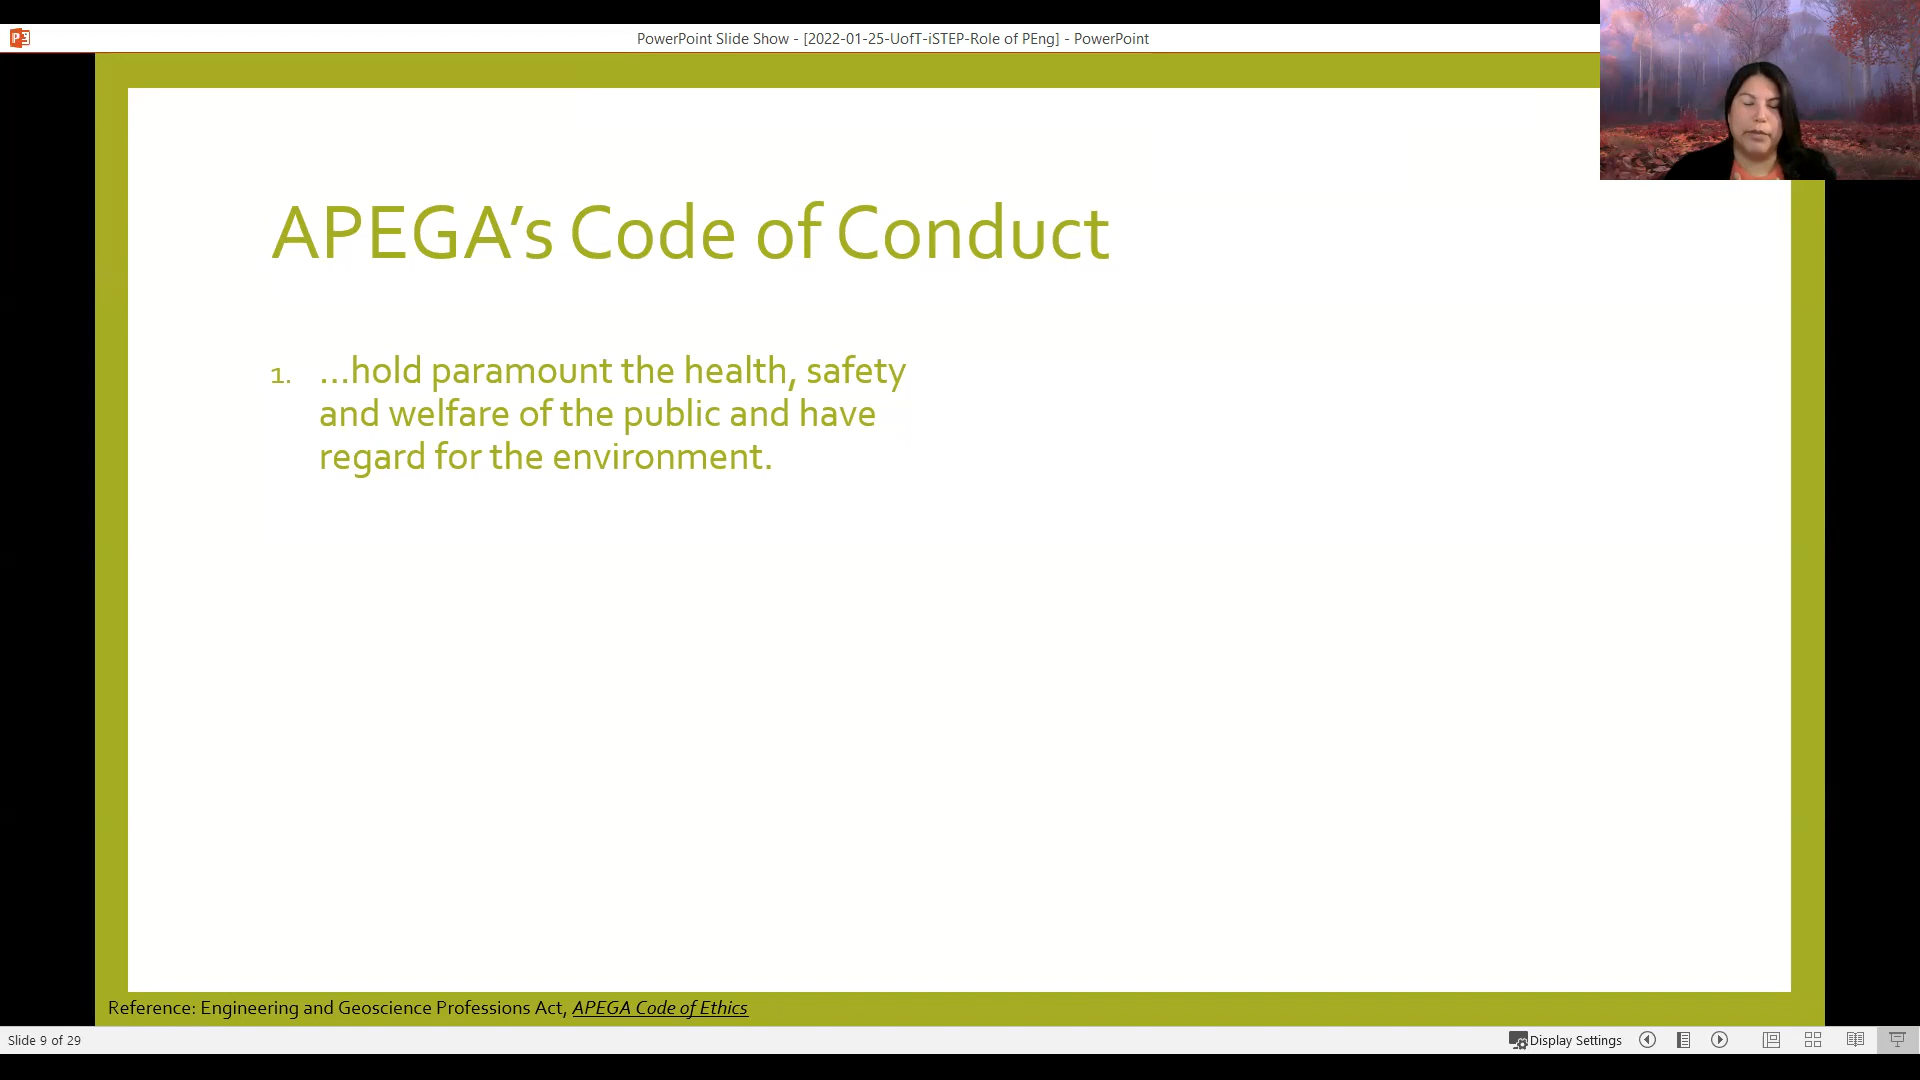 PowerPoint Slide Show - [2022-01-25-UofT-iSTEP-Role of PEng] - PowerPoint
APEGA’s Code of Conduct
1. …hold paramount the health, safety
and welfare of the public and have
regard for the environment.
Reference: Engineering and Geoscience Professions Act, APEGA Code of Ethics
Slide 9 of 29
Display Settings